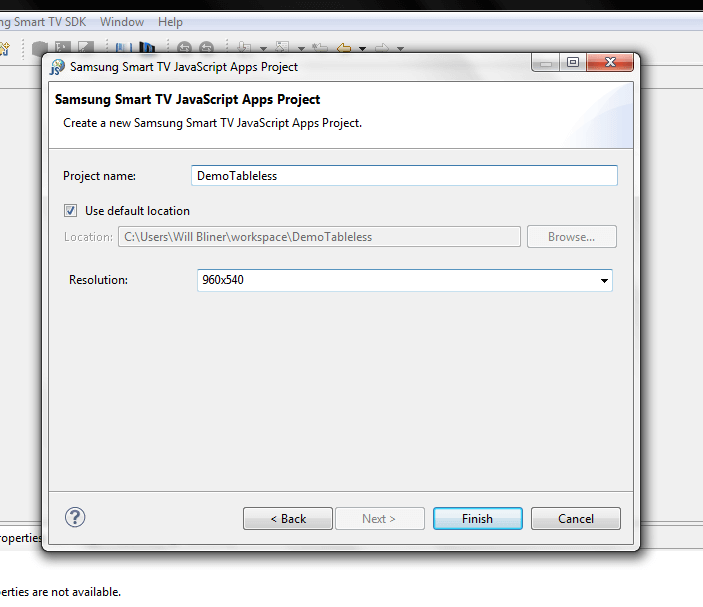 ng Smart TV SDK Window Help
Samsung Smart TV JavaScript Apps Project
Samsung Smart TV JavaScript Apps Project
Create a new Samsung Smart TV JavaScript Apps Project.
Project name: DemoTableless
Use default location
Location: C:\Users\Will Bliner\workspace\DemoTableless Browse...
Resolution: 960x540
? < Back Next > Finish Cancel
roperties
erties are not available.